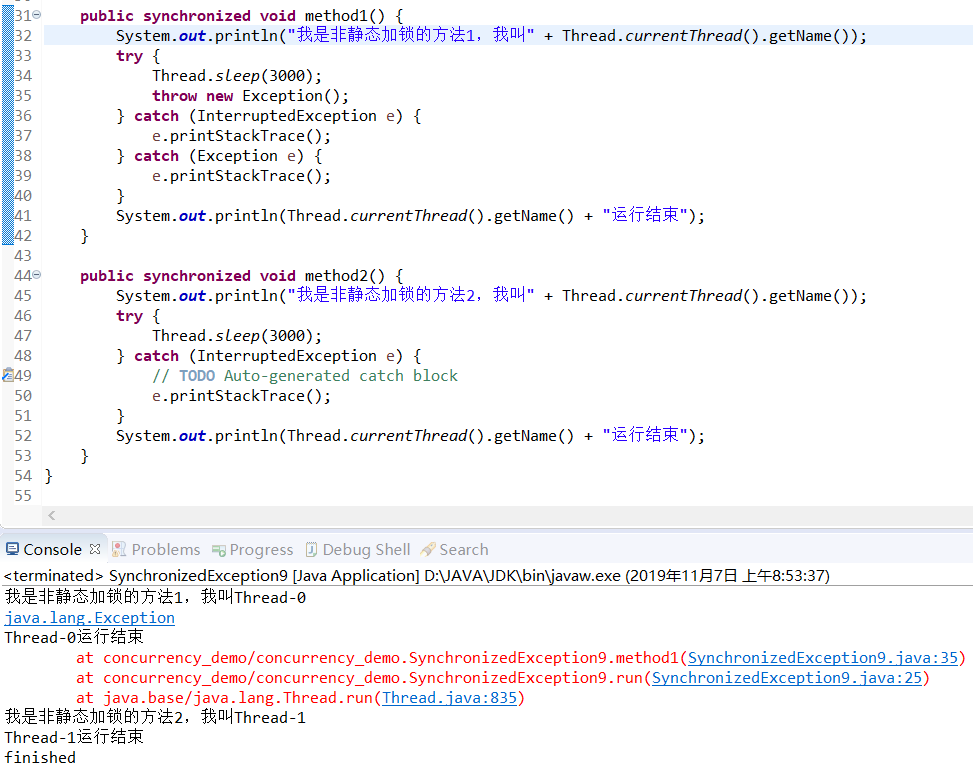 31 public synchronized void method1() {
32 System.out.println("我是非静态加锁的方法1，我叫" + Thread.currentThread().getName());
33 try {
34 Thread.sleep(3000);
35 throw new Exception();
36 } catch (InterruptedException e) {
37 e.printStackTrace();
38 } catch (Exception e) {
39 e.printStackTrace();
40 }
41 System.out.println(Thread.currentThread().getName() + "运行结束");
42 }
43
44 public synchronized void method2() {
45 System.out.println("我是非静态加锁的方法2，我叫" + Thread.currentThread().getName());
46 try {
47 Thread.sleep(3000);
48 } catch (InterruptedException e) {
49 // TODO Auto-generated catch block
50 e.printStackTrace();
51 }
52 System.out.println(Thread.currentThread().getName() + "运行结束");
53 }
54 }
55
Console Problems Progress Debug Shell Search
<terminated> SynchronizedException9 [Java Application] D:\JAVA\JDK\bin\javaw.exe (2019年11月7日 上午8:53:37)
我是非静态加锁的方法1，我叫Thread-0
java.lang.Exception
Thread-0运行结束
at concurrency_demo/concurrency_demo.SynchronizedException9.method1(SynchronizedException9.java:35)
at concurrency_demo/concurrency_demo.SynchronizedException9.run(SynchronizedException9.java:25)
at java.base/java.lang.Thread.run(Thread.java:835)
我是非静态加锁的方法2，我叫Thread-1
Thread-1运行结束
finished